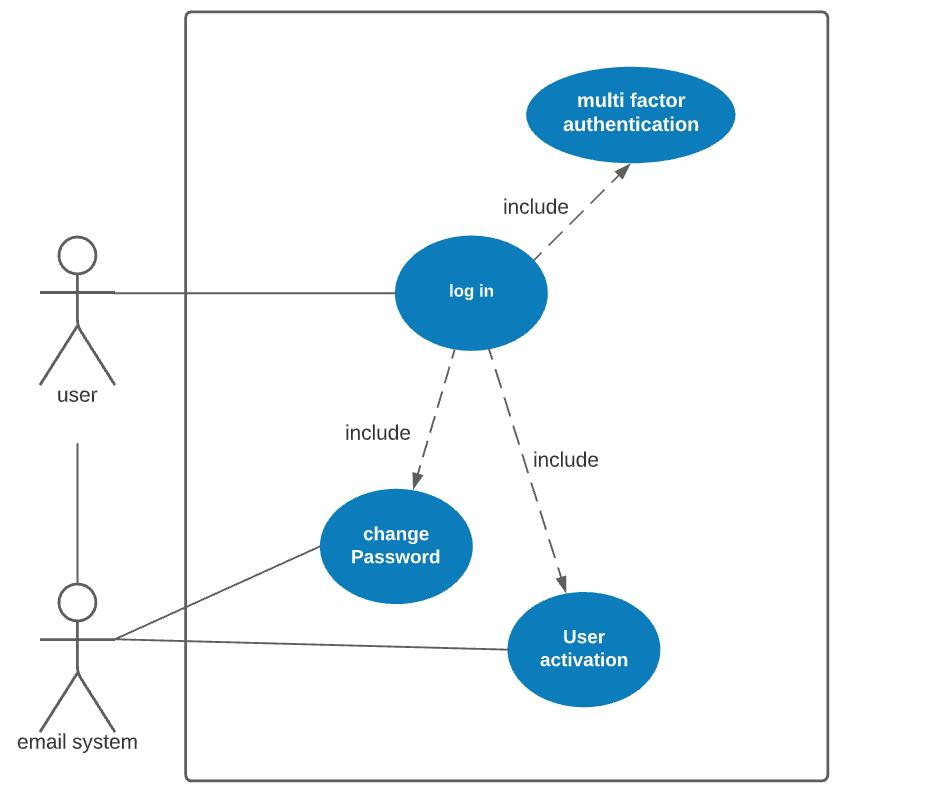 multi factor
authentication
include
log in
user
include
include
change
Password
User
activation
email system